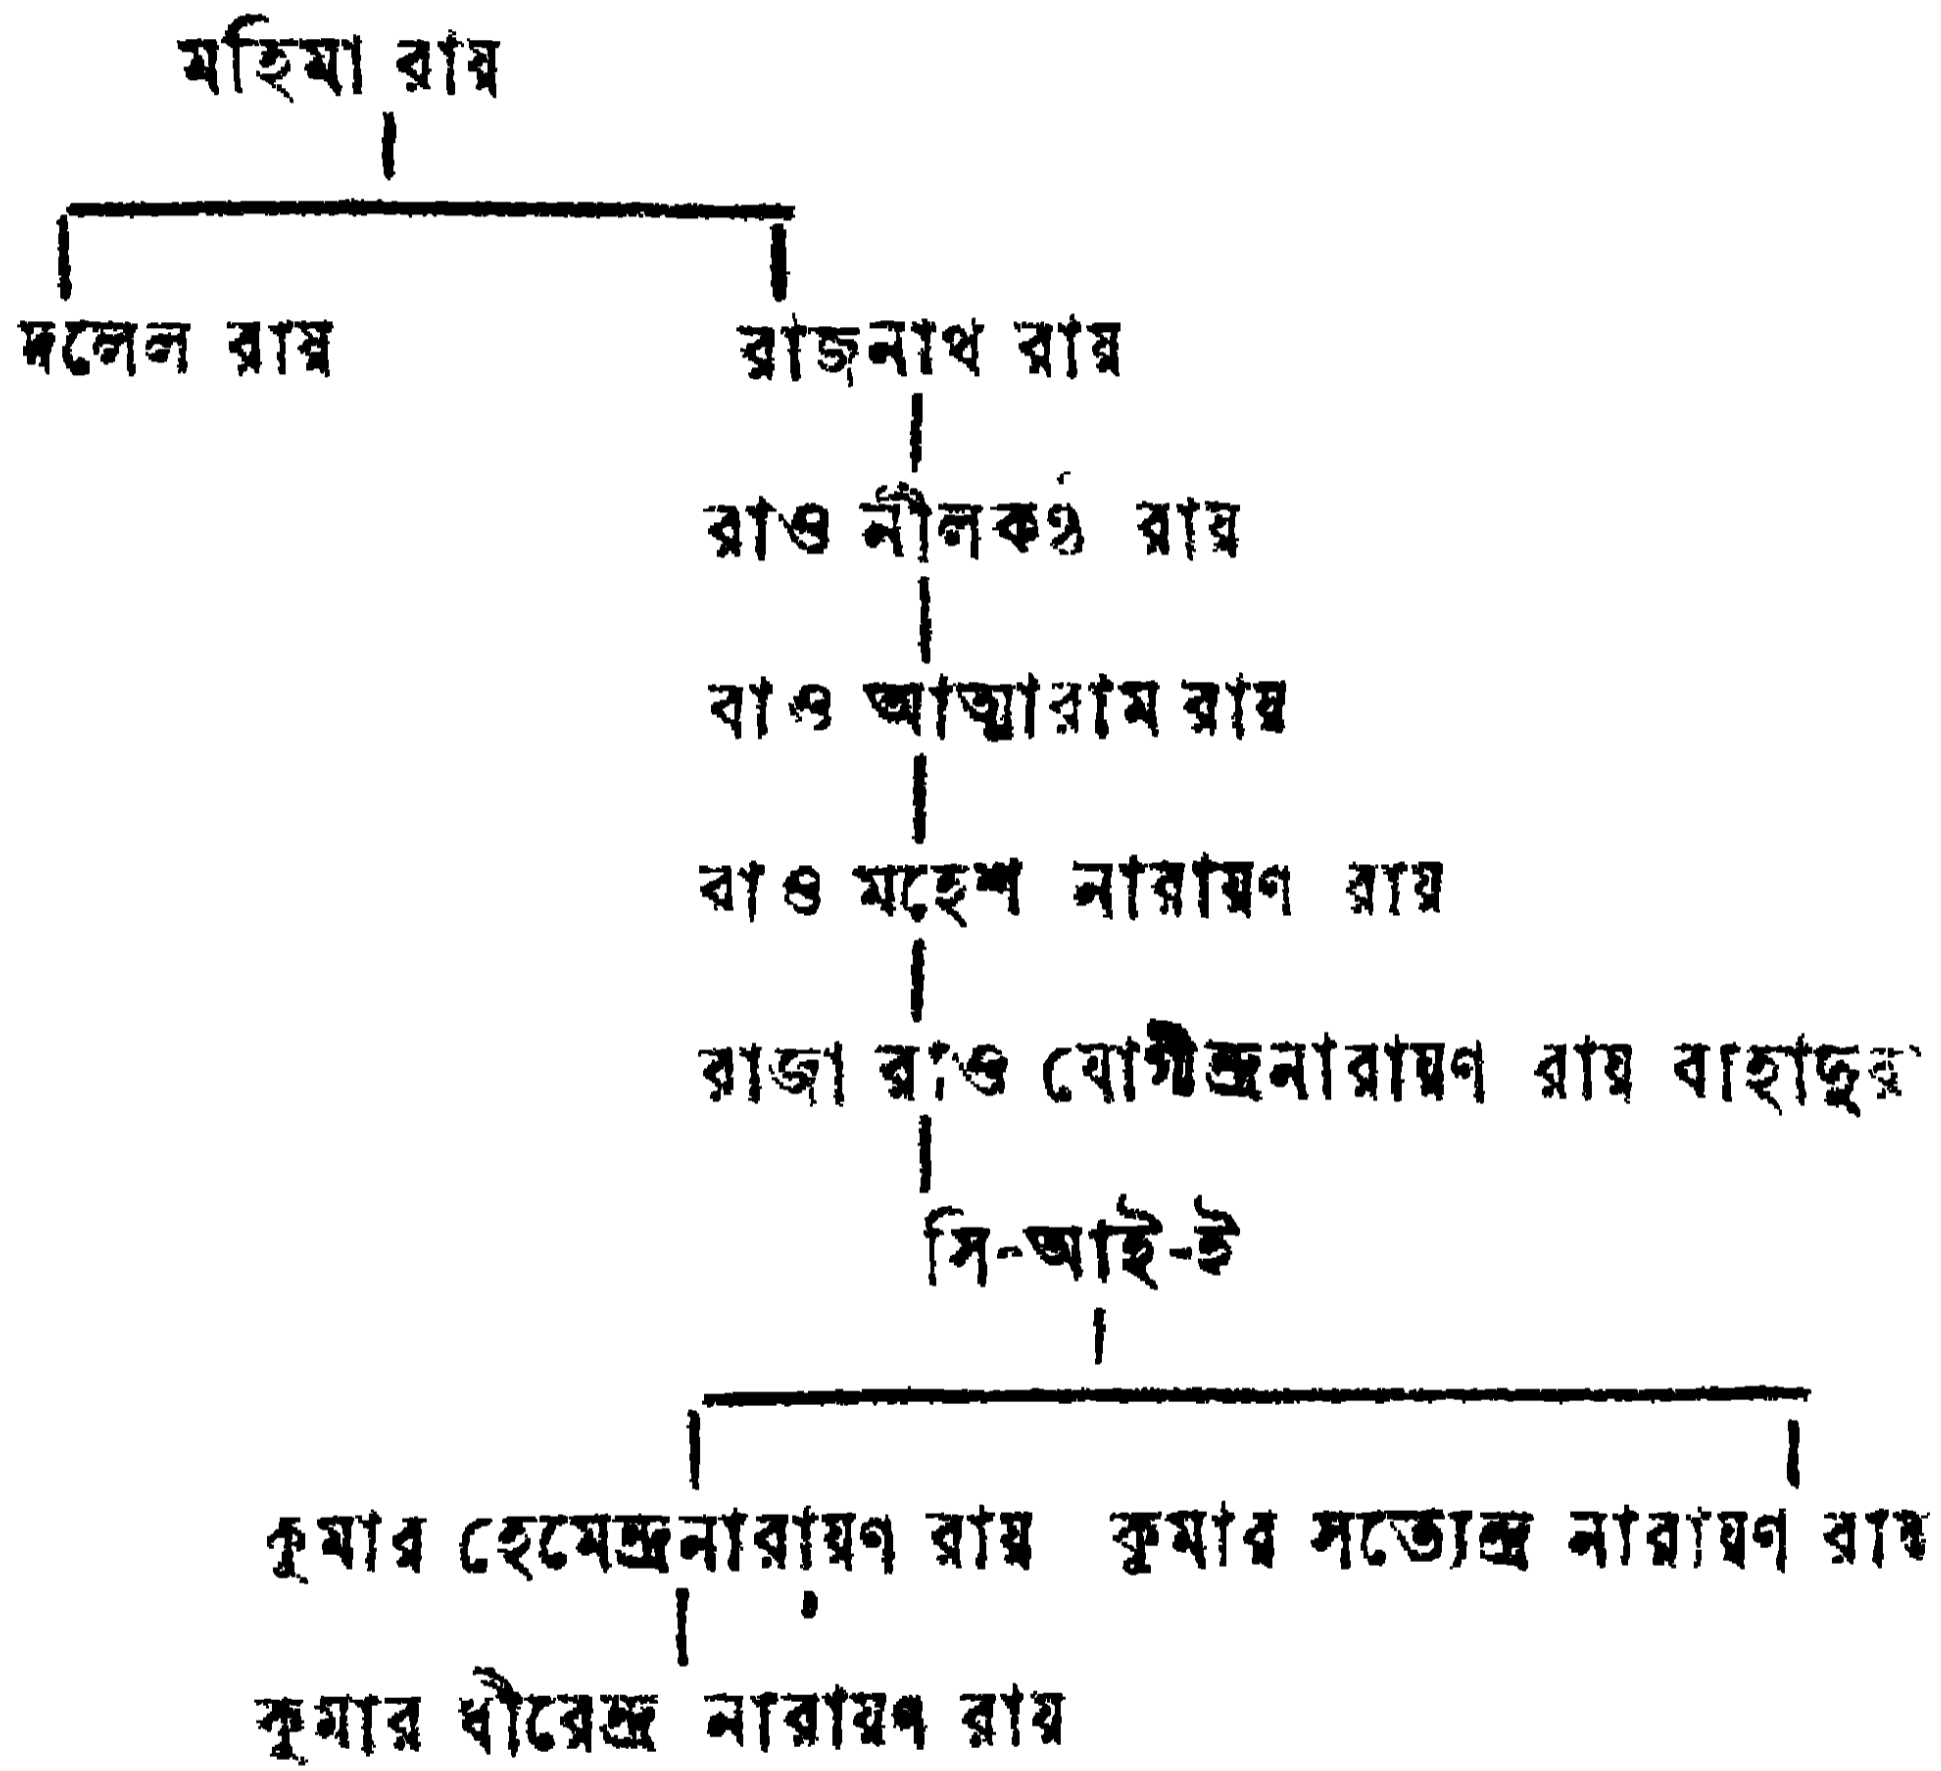 মহিমা রায়
দলেল রায় রাজনাথ রায়
রাও নীলকণ্ঠ রায়
রাও আত্মারাম রায়
রাও মহেশ নারায়ণ রায়
রাজা রাও যোগীন্দ্রনারায়ণ রায় বাহাদুর
সি-আই-ই
কুমার হেমেন্দ্রনারায়ণ রায় কুমার সত্যেন্দ্র নারায়ণ রায়
কুমার ধীরেন্দ্র নারায়ণ রায়